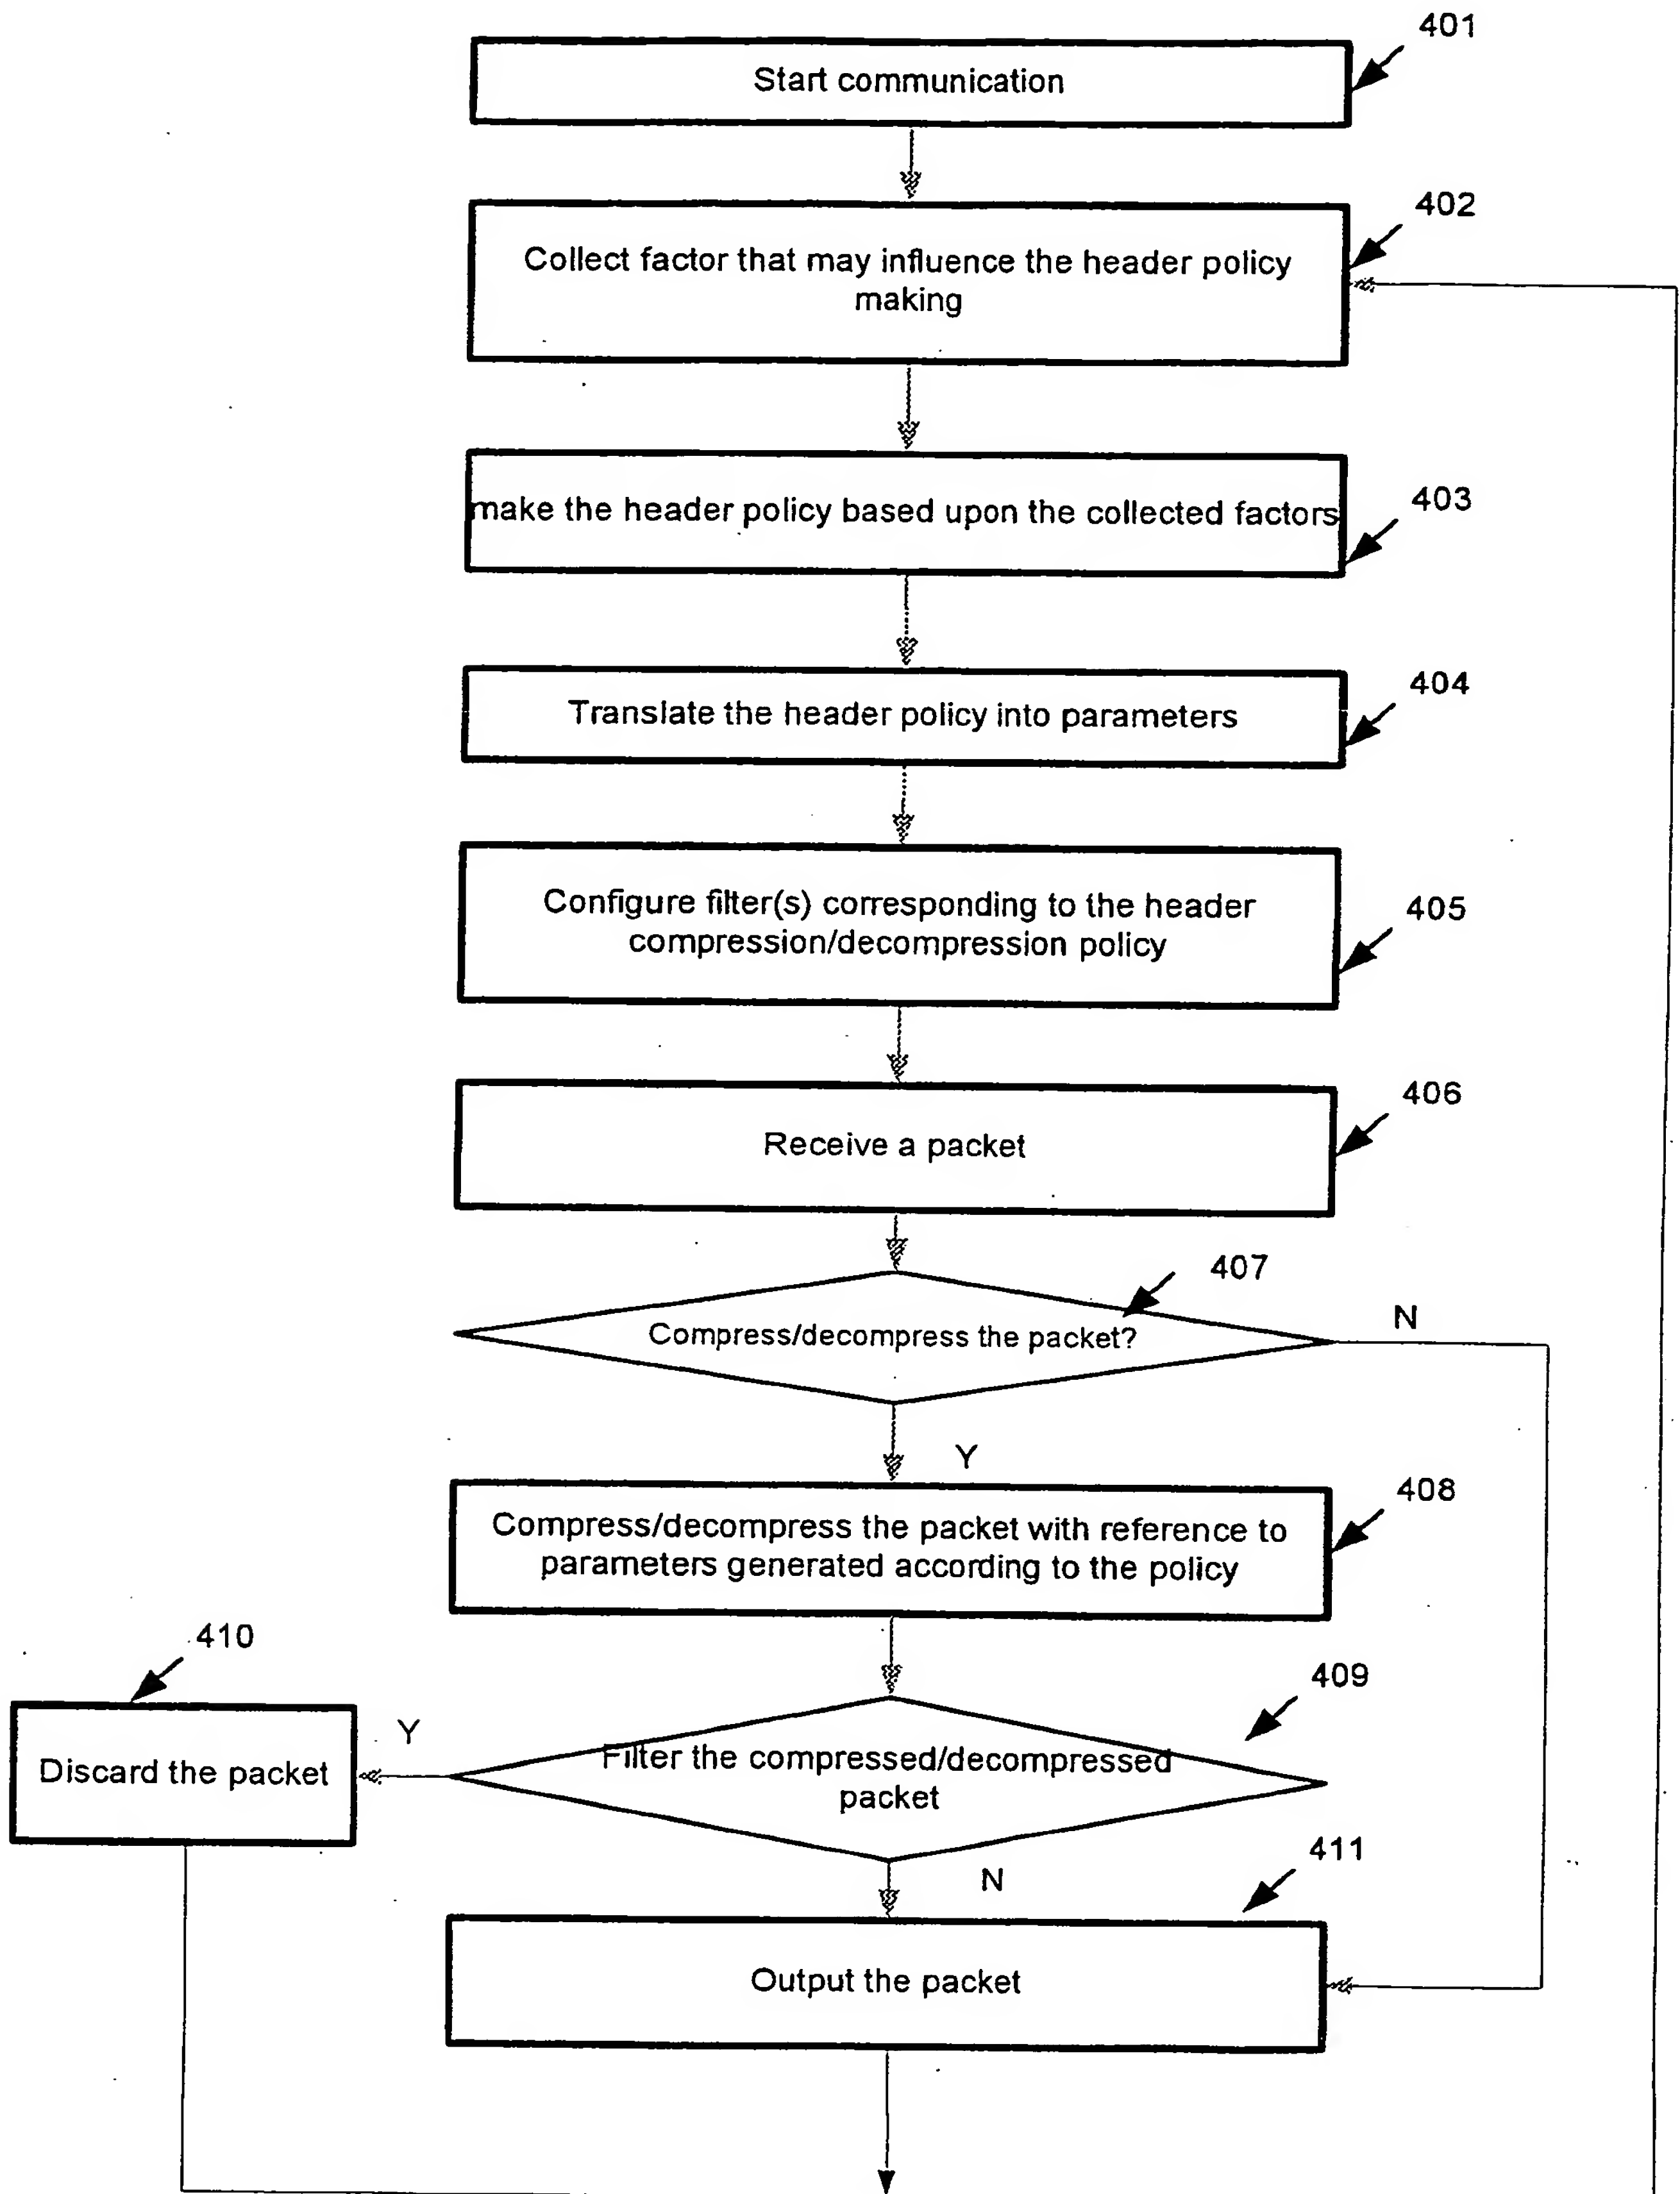 401
Start communication
402
Collect factor that may influence the header policy
making
403
make the header policy based upon the collected factors
404
Translate the header policy into parameters
405
Configure filter(s) corresponding to the header
compression/decompression policy
406
Receive a packet
407
Compress/decompress the packet?
N
Y
408
Compress/decompress the packet with reference to
parameters generated according to the policy
410
409
Y
Discard the packet
Filter the compressed/decompressed
packet
411
N
Output the packet